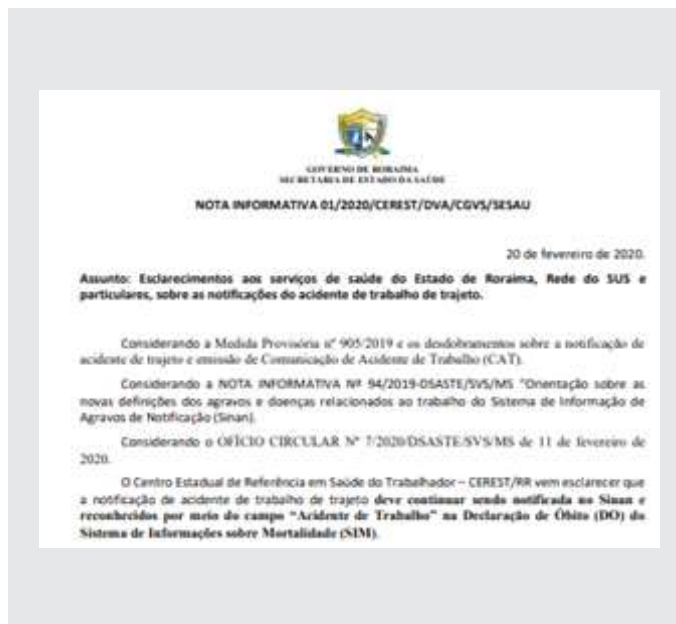 GOVERNO DE RORAIMA
SECRETARIA DE ESTADO DA SAÚDE
NOTA INFORMATIVA 01/2020/CEREST/DVA/CGVS/SESAU
20 de fevereiro de 2020.
Assunto: Esclarecimentos aos serviços de saúde do Estado de Roraima, Rede do SUS e
particulares, sobre as notificações do acidente de trabalho de trajeto.
Considerando a Medida Provisória nº 905/2019 e os desdobramentos sobre a notificação de
acidente de trajeto e emissão de Comunicação de Acidente de Trabalho (CAT).
Considerando a NOTA INFORMATIVA Nº 94/2019-DSASTE/SVS/MS "Orientação sobre as
novas definições dos agravos e doenças relacionados ao trabalho do Sistema de Informação de
Agravos de Notificação (Sinan).
Considerando o OFÍCIO CIRCULAR Nº 7/2020/DSASTE/SVS/MS de 11 de fevereiro de
2020.
O Centro Estadual de Referência em Saúde do Trabalhador – CEREST/RR vem esclarecer que
a notificação de acidente de trabalho de trajeto deve continuar sendo notificada no Sinan e
reconhecidos por meio do campo "Acidente de Trabalho" na Declaração de Óbito (DO) do
Sistema de Informações sobre Mortalidade (SIM).